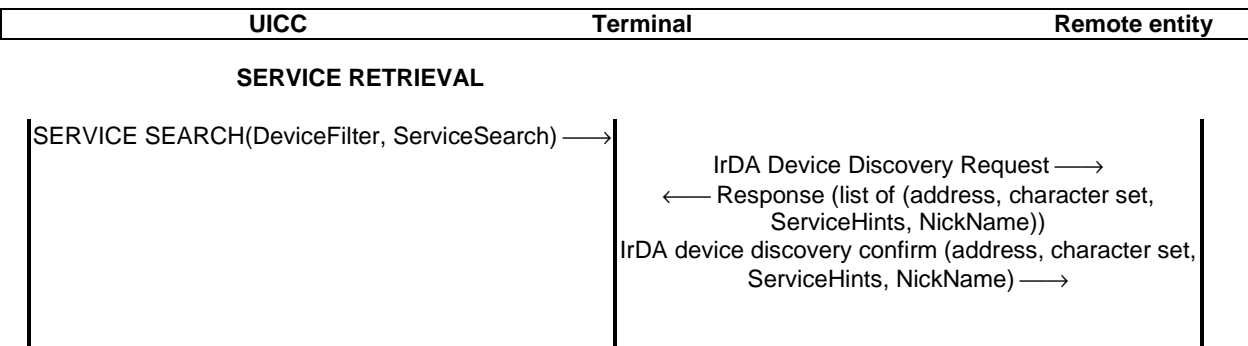 UICC Terminal Remote entity
SERVICE RETRIEVAL
SERVICE SEARCH(DeviceFilter, ServiceSearch) ⟶
IrDA Device Discovery Request ⟶
⟵ Response (list of (address, character set,
ServiceHints, NickName))
IrDA device discovery confirm (address, character set,
ServiceHints, NickName) ⟶